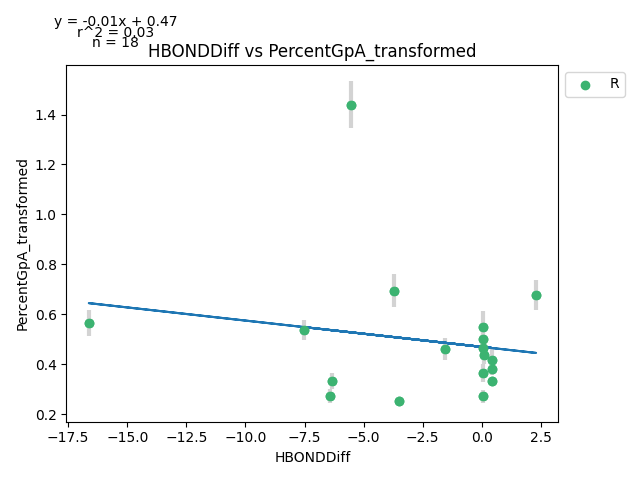 y = -0.01x + 0.47
r^2 = 0.03
n = 18
HBONDDiff vs PercentGpA_transformed
R
PercentGpA_transformed
1.4
1.2
1.0
0.8
0.6
0.4
0.2
−17.5 −15.0 −12.5 −10.0 −7.5 −5.0 −2.5 0.0 2.5
HBONDDiff